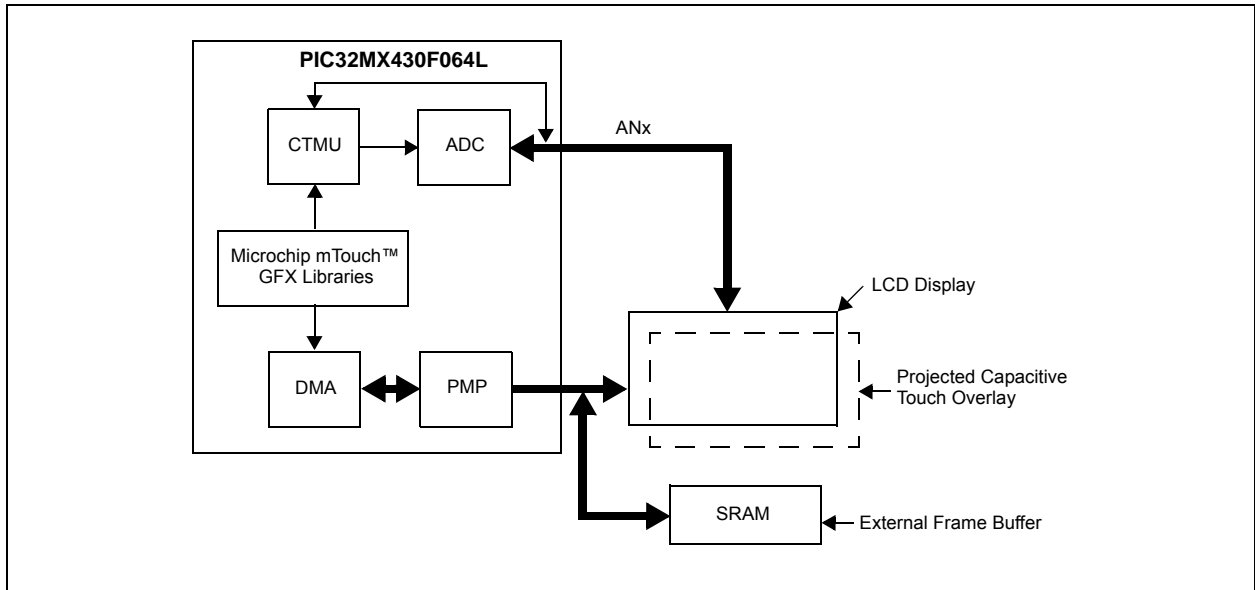 PIC32MX430F064L
CTMU
ADC
ANx
Microchip mTouch™
GFX Libraries
LCD Display
DMA
PMP
Projected Capacitive
Touch Overlay
SRAM
External Frame Buffer